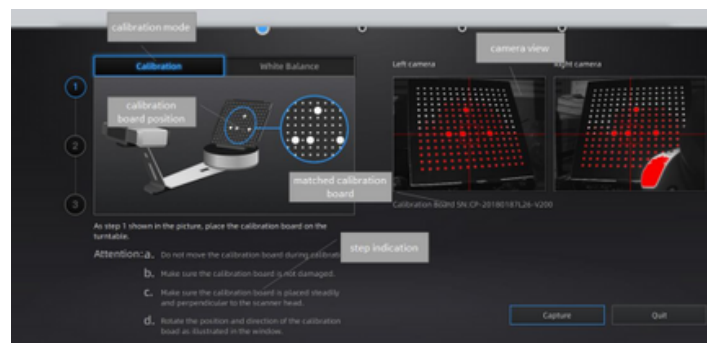 calibration mode
camera view
Calibration
White Balance
Left camera
Right camera
1
calibration
board position
2
matched calibration
board
3
Calibration Board SN:CP-20180187L26-V200
As step 1 shown in the picture, place the calibration board on the
turntable.
step indication
Attention:a. Do not move the calibration board during
b. Make sure the calibration board is not damaged.
c. Make sure the calibration board is placed steadily
and perpendicular to the scanner head.
d. Rotate the position and direction of the calibration
boad as illustrated in the window.
Capture
Quit